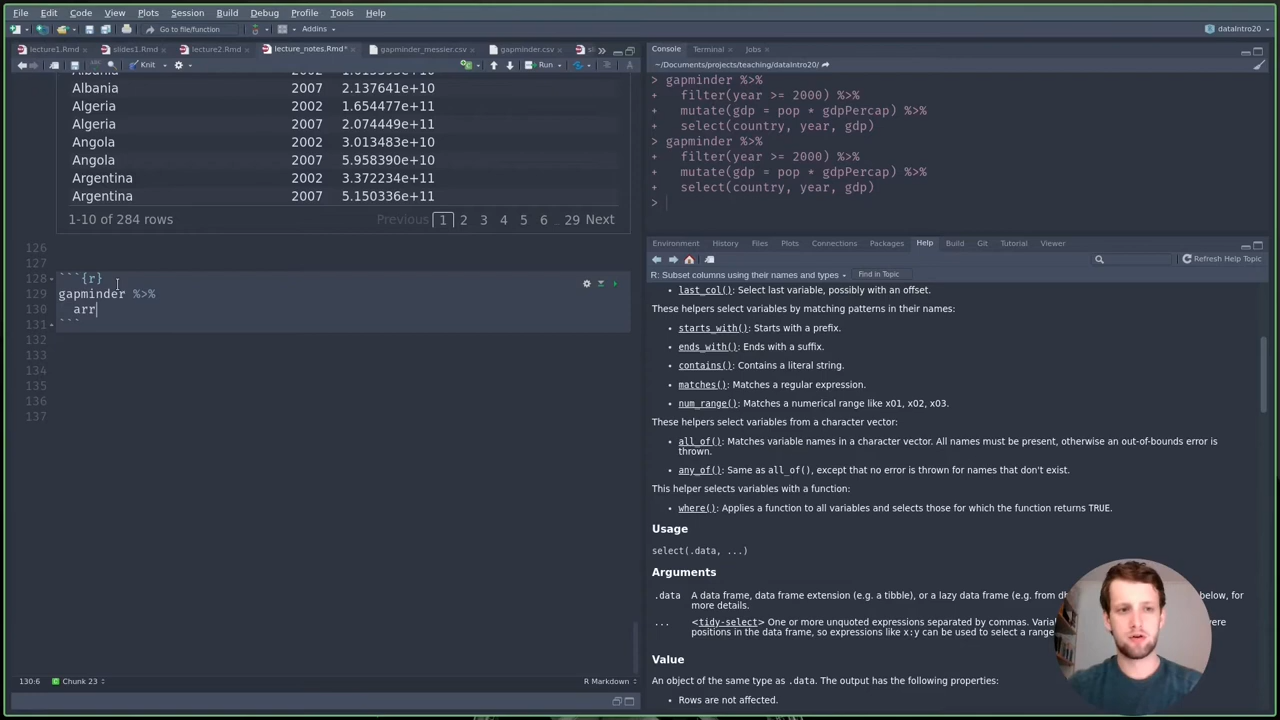 File Edit Code View Plots Session Build Debug Profile Tools Help
Go to file/function Addins dataIntro20
lecture1.Rmd slides1.Rmd lecture2.Rmd lecture_notes.Rmd* gapminder_messier.csv gapminder.csv
Knit Run
Albania 2007 2.137641e+10
Algeria 2002 1.654477e+11
Algeria 2007 2.074449e+11
Angola 2002 3.013483e+10
Angola 2007 5.958390e+10
Argentina 2002 3.372234e+11
Argentina 2007 5.150336e+11
1-10 of 284 rows Previous 1 2 3 4 5 6 … 29 Next
126
127
128 ```{r}
129 gapminder %>%
130 arr
131 ```
132
133
134
135
136
137
130:6 Chunk 23 R Markdown
Console Terminal Jobs
~/Documents/projects/teaching/dataIntro20/
> gapminder %>%
+ filter(year >= 2000) %>%
+ mutate(gdp = pop * gdpPercap) %>%
+ select(country, year, gdp)
> gapminder %>%
+ filter(year >= 2000) %>%
+ mutate(gdp = pop * gdpPercap) %>%
+ select(country, year, gdp)
>
Environment History Files Plots Connections Packages Help Build Git Tutorial Viewer
Refresh Help Topic
R: Subset columns using their names and types Find in Topic
• last_col(): Select last variable, possibly with an offset.
These helpers select variables by matching patterns in their names:
• starts_with(): Starts with a prefix.
• ends_with(): Ends with a suffix.
• contains(): Contains a literal string.
• matches(): Matches a regular expression.
• num_range(): Matches a numerical range like x01, x02, x03.
These helpers select variables from a character vector:
• all_of(): Matches variable names in a character vector. All names must be present, otherwise an out-of-bounds error is
thrown.
• any_of(): Same as all_of(), except that no error is thrown for names that don't exist.
This helper selects variables with a function:
• where(): Applies a function to all variables and selects those for which the function returns TRUE.
Usage
select(.data, ...)
Arguments
.data A data frame, data frame extension (e.g. a tibble), or a lazy data frame (e.g. from below, for
more details.
... <tidy-select> One or more unquoted expressions separated by commas. were
positions in the data frame, so expressions like x:y can be used to select a range
Value
An object of the same type as .data. The output has the following properties:
• Rows are not affected.